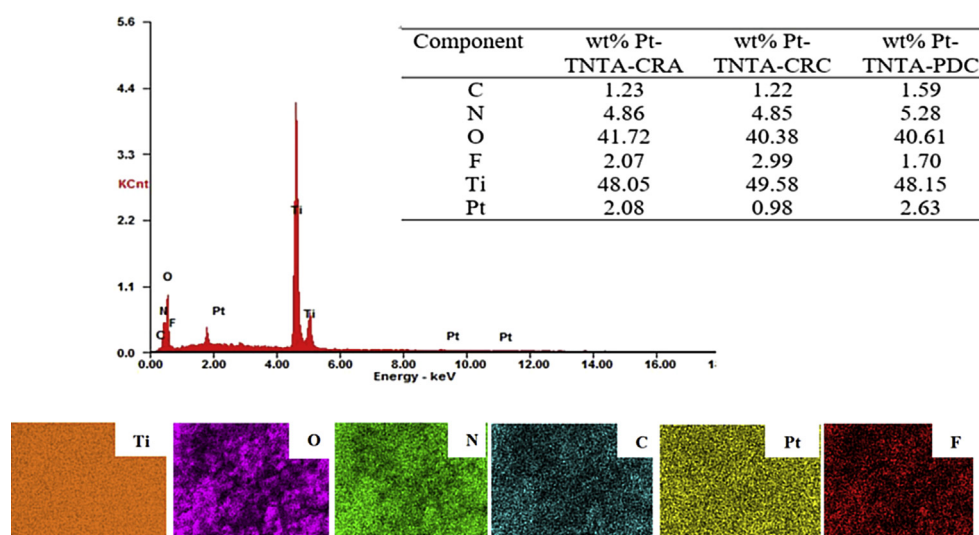 5.6
4.4
3.3
KCnt
2.2
1.1
0.0
Ti
O
N
F
C
Pt
Ti
Pt
Pt
0.00 2.00 4.00 6.00 8.00 10.00 12.00 14.00 16.00
Energy - keV
Component wt% Pt- wt% Pt- wt% Pt-
TNTA-CRA TNTA-CRC TNTA-PDC
C 1.23 1.22 1.59
N 4.86 4.85 5.28
O 41.72 40.38 40.61
F 2.07 2.99 1.70
Ti 48.05 49.58 48.15
Pt 2.08 0.98 2.63
Ti O N C Pt F